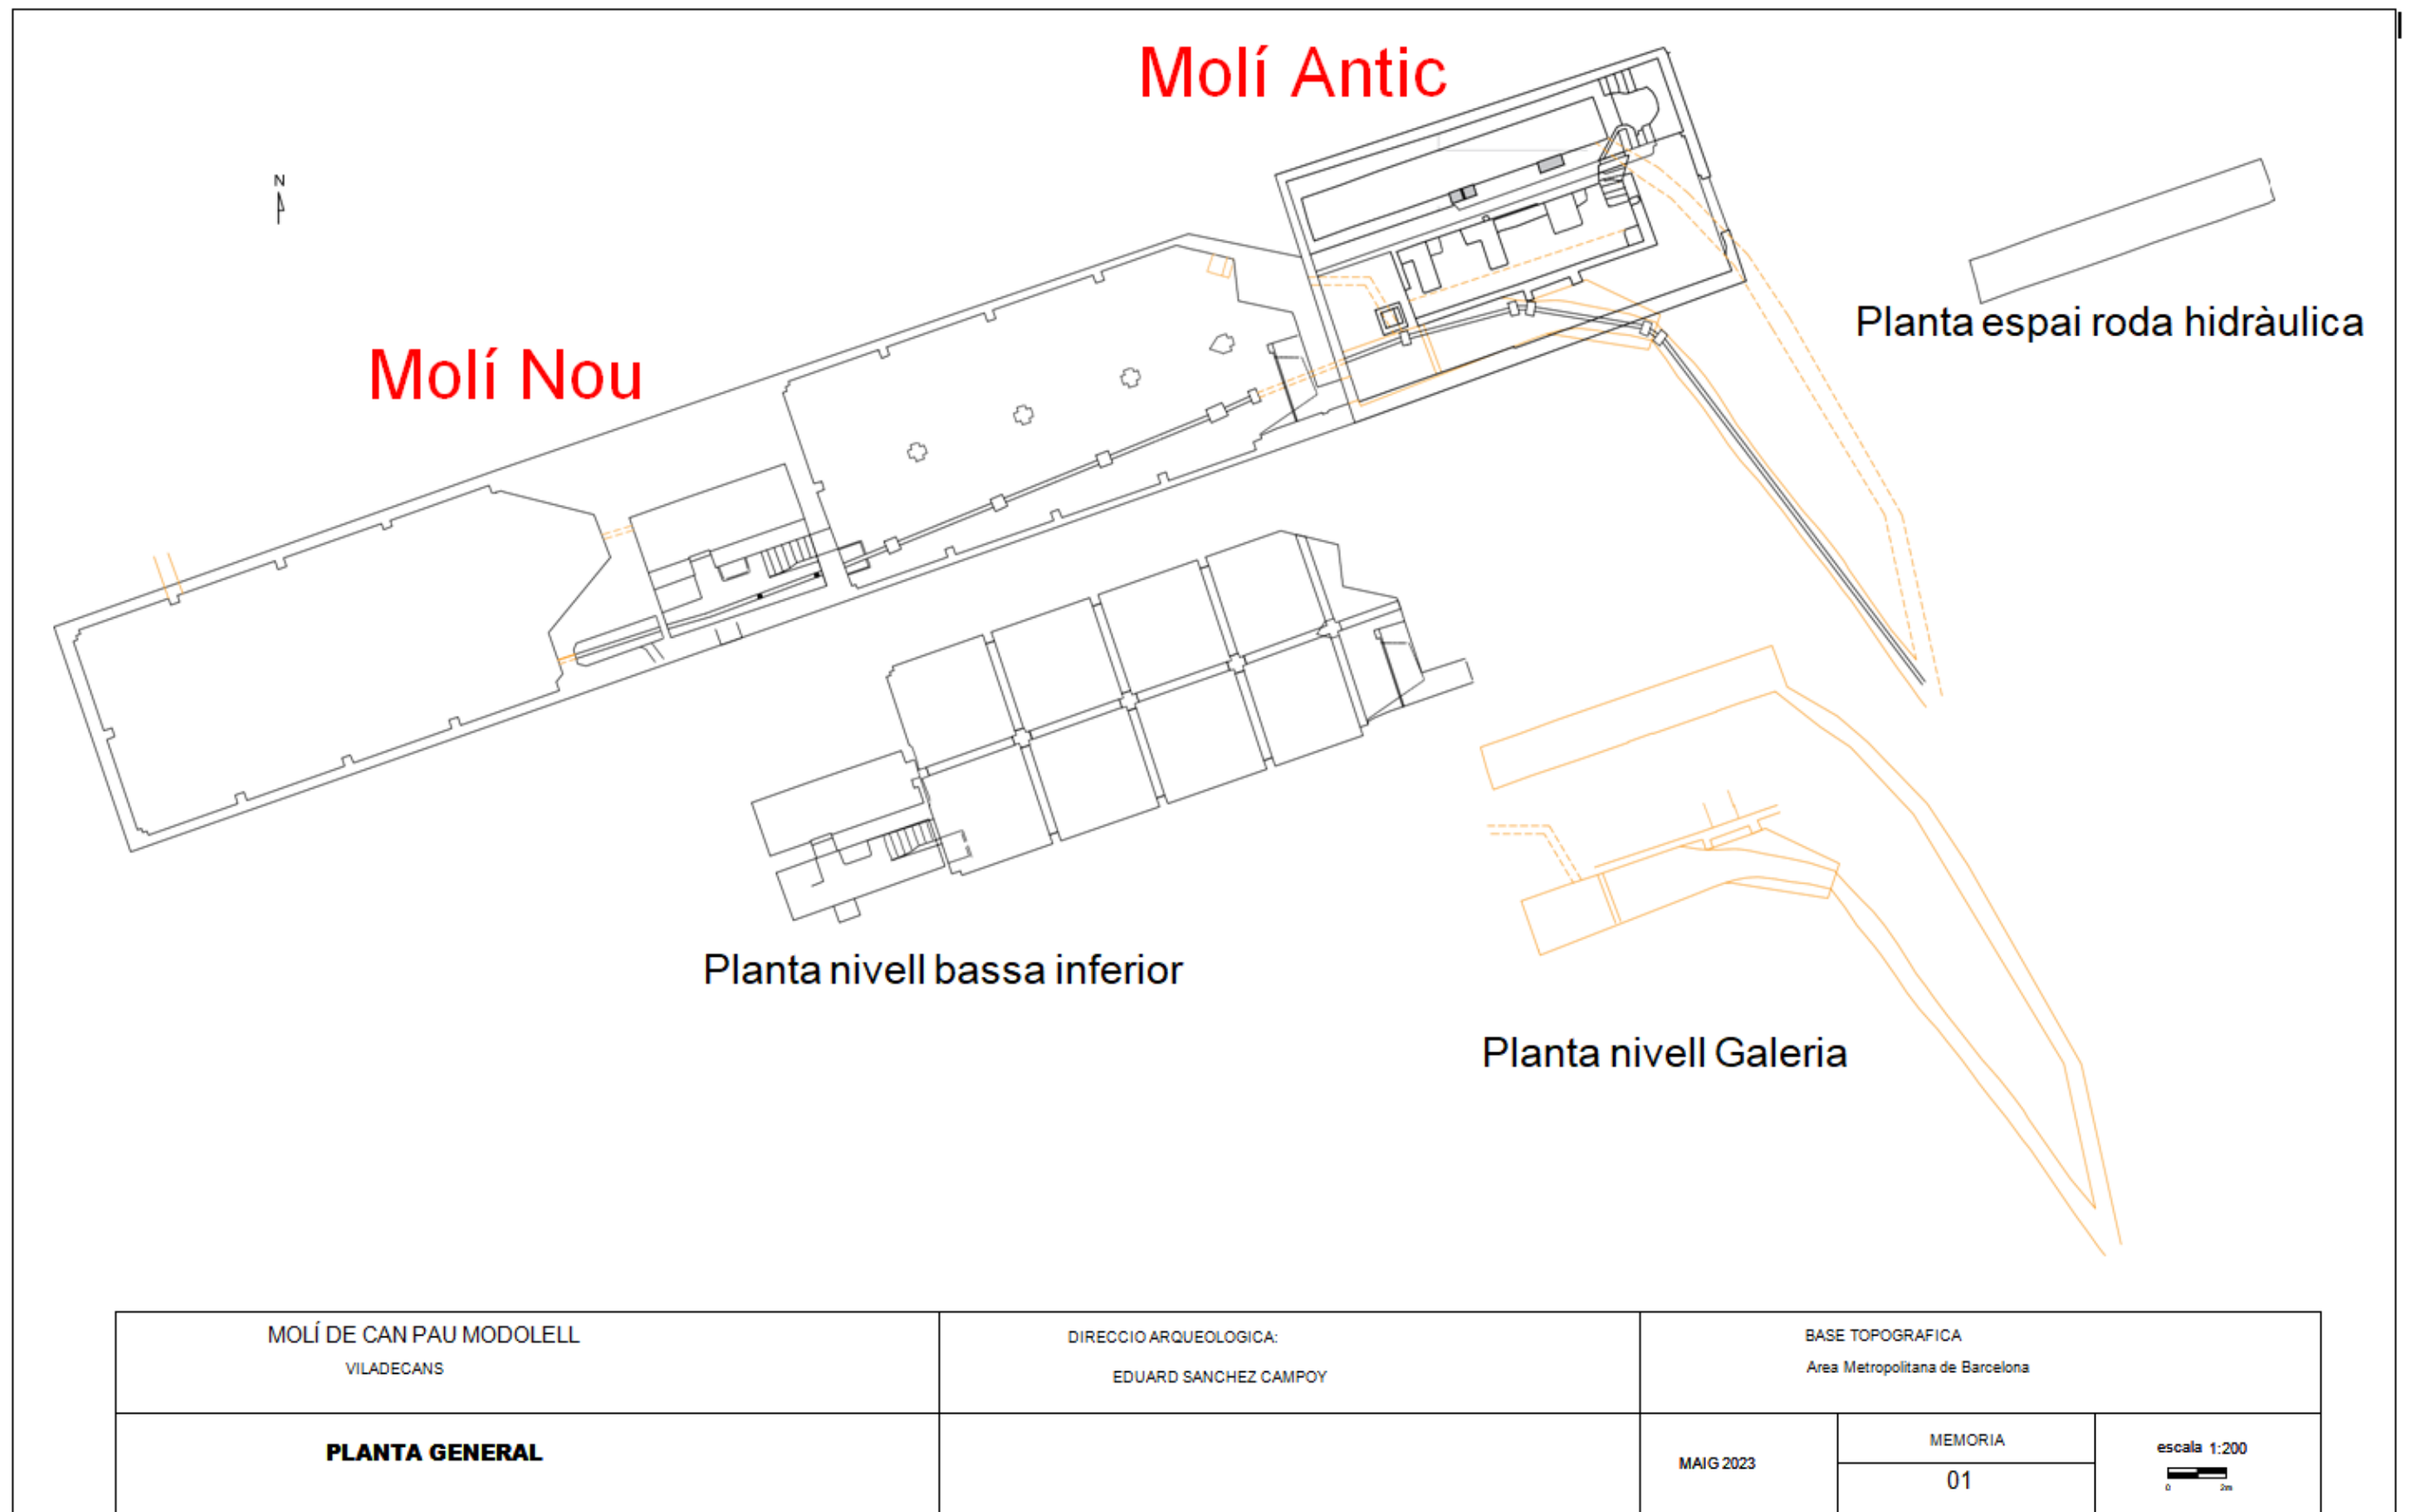 Molí Antic
N
Molí Nou
Planta espai roda hidràulica
Planta nivell bassa inferior
Planta nivell Galeria
MOLÍ DE CAN PAU MODOLELL
VILADECANS
DIRECCIO ARQUEOLOGICA:
EDUARD SANCHEZ CAMPOY
BASE TOPOGRAFICA
Area Metropolitana de Barcelona
PLANTA GENERAL
MAIG 2023
MEMORIA
01
escala 1:200
0 2m